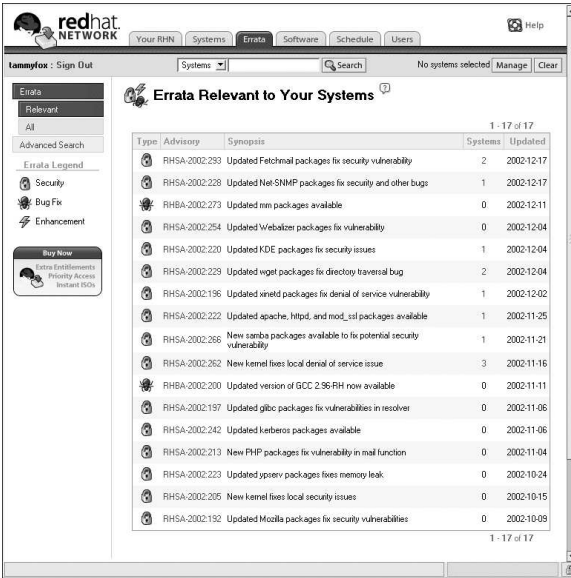 redhat.
NETWORK
Your RHN Systems Errata Software Schedule Users
Help
tammyfox : Sign Out
Systems
Search
No systems selected Manage Clear
Errata
Relevant
All
Advanced Search
Errata Legend
Security
Bug Fix
Enhancement
Buy Now
Extra Entitlements
Priority Access
Instant ISOs
Errata Relevant to Your Systems ?
1 - 17 of 17
Type Advisory Synopsis Systems Updated
RHSA-2002:293 Updated Fetchmail packages fix security vulnerability 2 2002-12-17
RHSA-2002:228 Updated Net-SNMP packages fix security and other bugs 1 2002-12-17
RHBA-2002:273 Updated mm packages available 0 2002-12-11
RHSA-2002:254 Updated Webalizer packages fix vulnerability 0 2002-12-04
RHSA-2002:220 Updated KDE packages fix security issues 1 2002-12-04
RHSA-2002:229 Updated wget packages fix directory traversal bug 2 2002-12-04
RHSA-2002:196 Updated xinetd packages fix denial of service vulnerability 1 2002-12-02
RHSA-2002:222 Updated apache, httpd, and mod_ssl packages available 1 2002-11-25
RHSA-2002:266 New samba packages available to fix potential security
vulnerability 1 2002-11-21
RHSA-2002:262 New kernel fixes local denial of service issue 3 2002-11-16
RHBA-2002:200 Updated version of GCC 2.96-RH now available 0 2002-11-11
RHSA-2002:197 Updated glibc packages fix vulnerabilities in resolver 0 2002-11-06
RHSA-2002:242 Updated kerberos packages available 0 2002-11-06
RHSA-2002:213 New PHP packages fix vulnerability in mail function 0 2002-11-04
RHSA-2002:223 Updated ypserv packages fixes memory leak 0 2002-10-24
RHSA-2002:205 New kernel fixes local security issues 0 2002-10-15
RHSA-2002:192 Updated Mozilla packages fix security vulnerabilities 0 2002-10-09
1 - 17 of 17